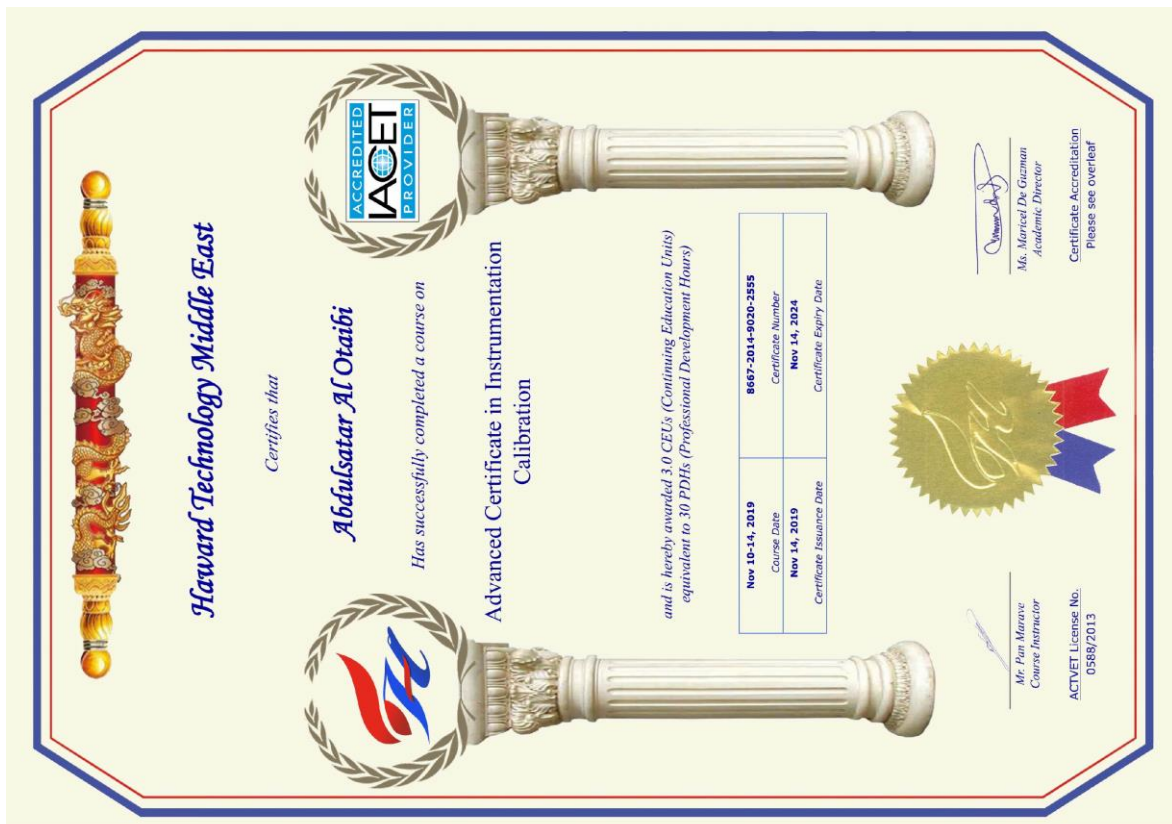 Haward Technology Middle East
Certifies that
ACCREDITED
IACET
PROVIDER
Abdulsatar Al Otaibi
Has successfully completed a course on
Advanced Certificate in Instrumentation
Calibration
and is hereby awarded 3.0 CEUs (Continuing Education Units)
equivalent to 30 PDHs (Professional Development Hours)
Nov 10-14, 2019 8667-2014-9020-2555
Course Date Certificate Number
Nov 14, 2019 Nov 14, 2024
Certificate Issuance Date Certificate Expiry Date
Mr. Pan Marave
Course Instructor
ACTVET License No.
0588/2013
Ms. Maricel De Guzman
Academic Director
Certificate Accreditation
Please see overleaf